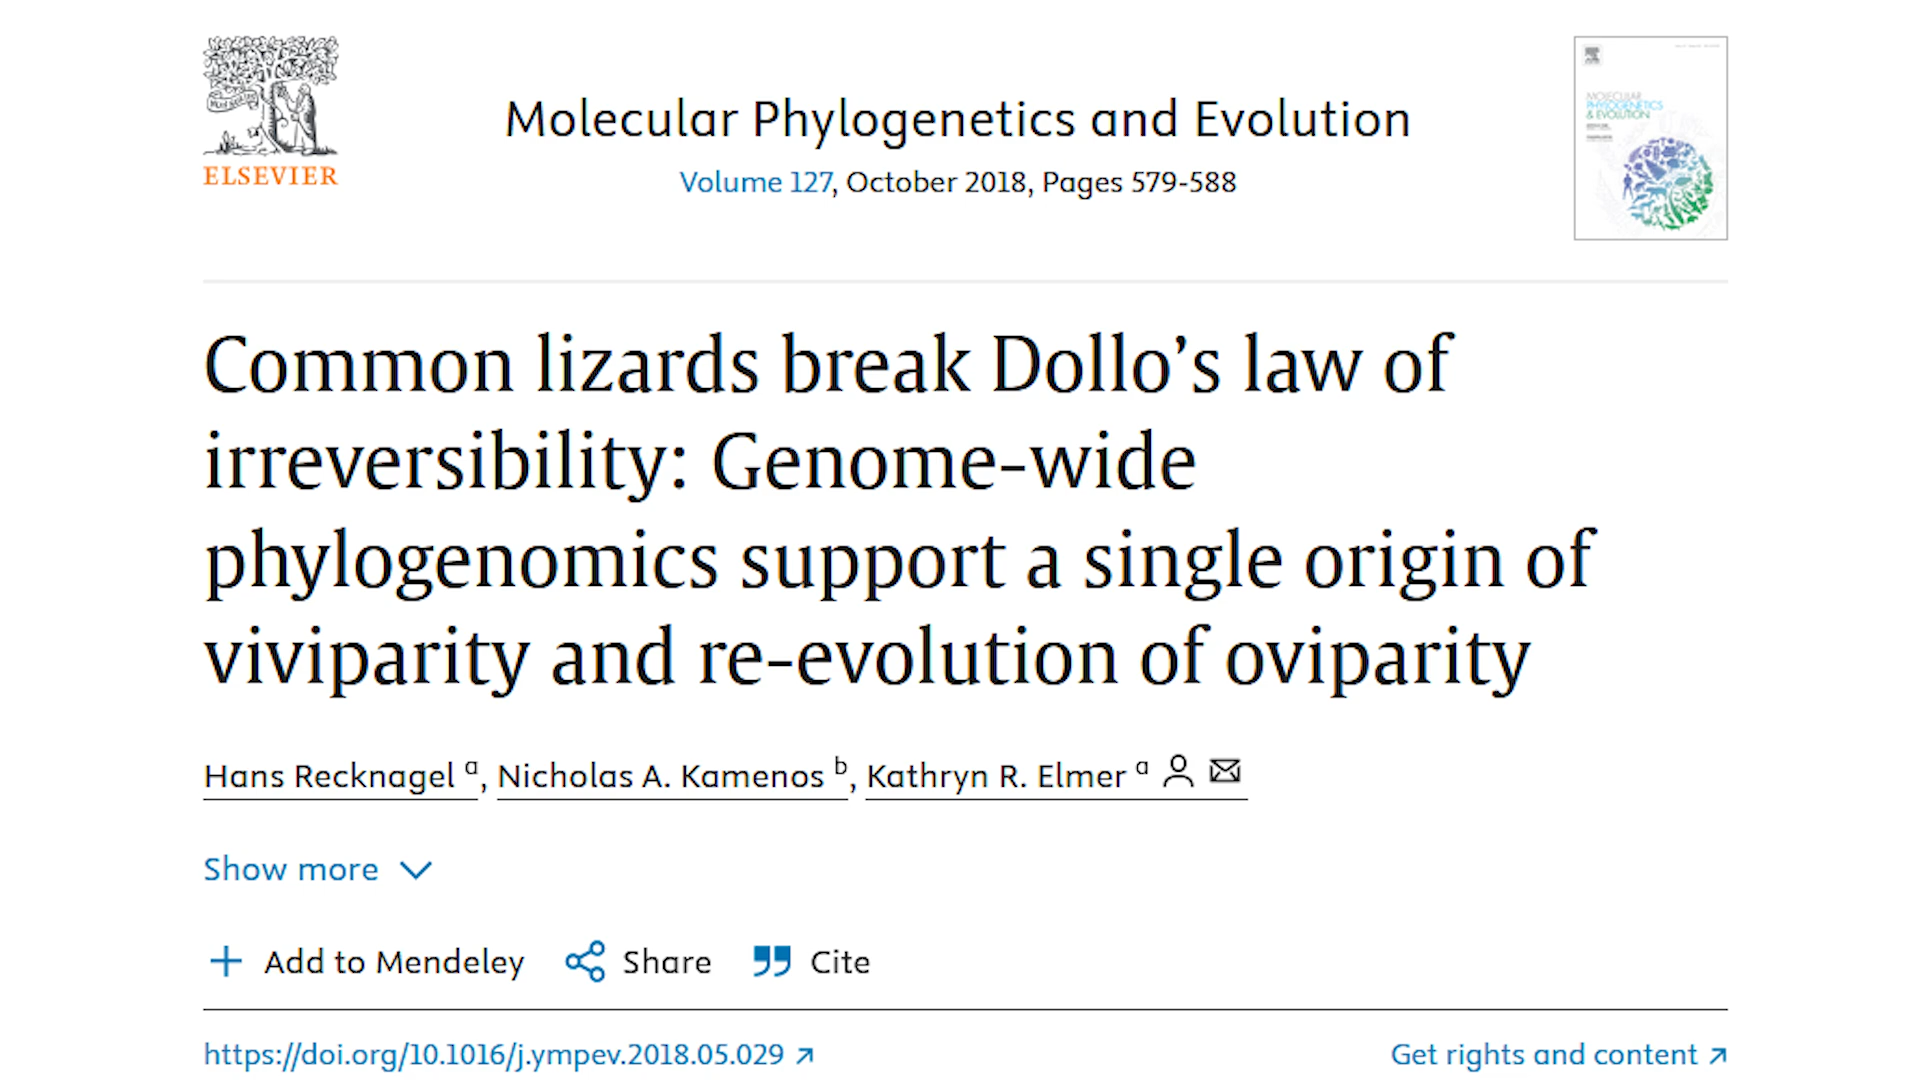 ELSEVIER
Molecular Phylogenetics and Evolution
Volume 127, October 2018, Pages 579-588
MOLECULAR
PHYLOGENETICS
& EVOLUTION
Common lizards break Dollo’s law of
irreversibility: Genome-wide
phylogenomics support a single origin of
viviparity and re-evolution of oviparity
Hans Recknagel a, Nicholas A. Kamenos b, Kathryn R. Elmer a
Show more
Add to Mendeley Share Cite
https://doi.org/10.1016/j.ympev.2018.05.029
Get rights and content